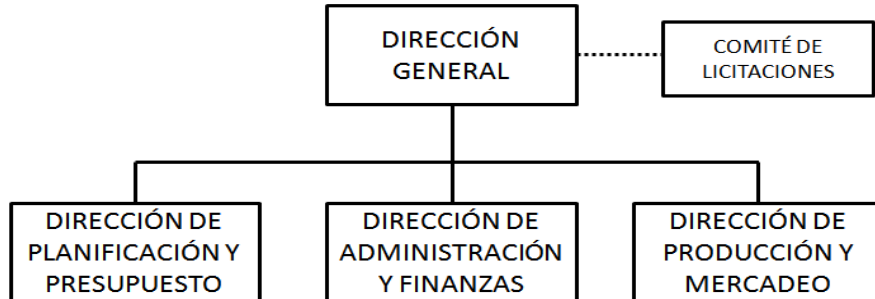 DIRECCIÓN
GENERAL
COMITÉ DE
LICITACIONES
DIRECCIÓN DE
PLANIFICACIÓN Y
PRESUPUESTO
DIRECCIÓN DE
ADMINISTRACIÓN
Y FINANZAS
DIRECCIÓN DE
PRODUCCIÓN Y
MERCADEO